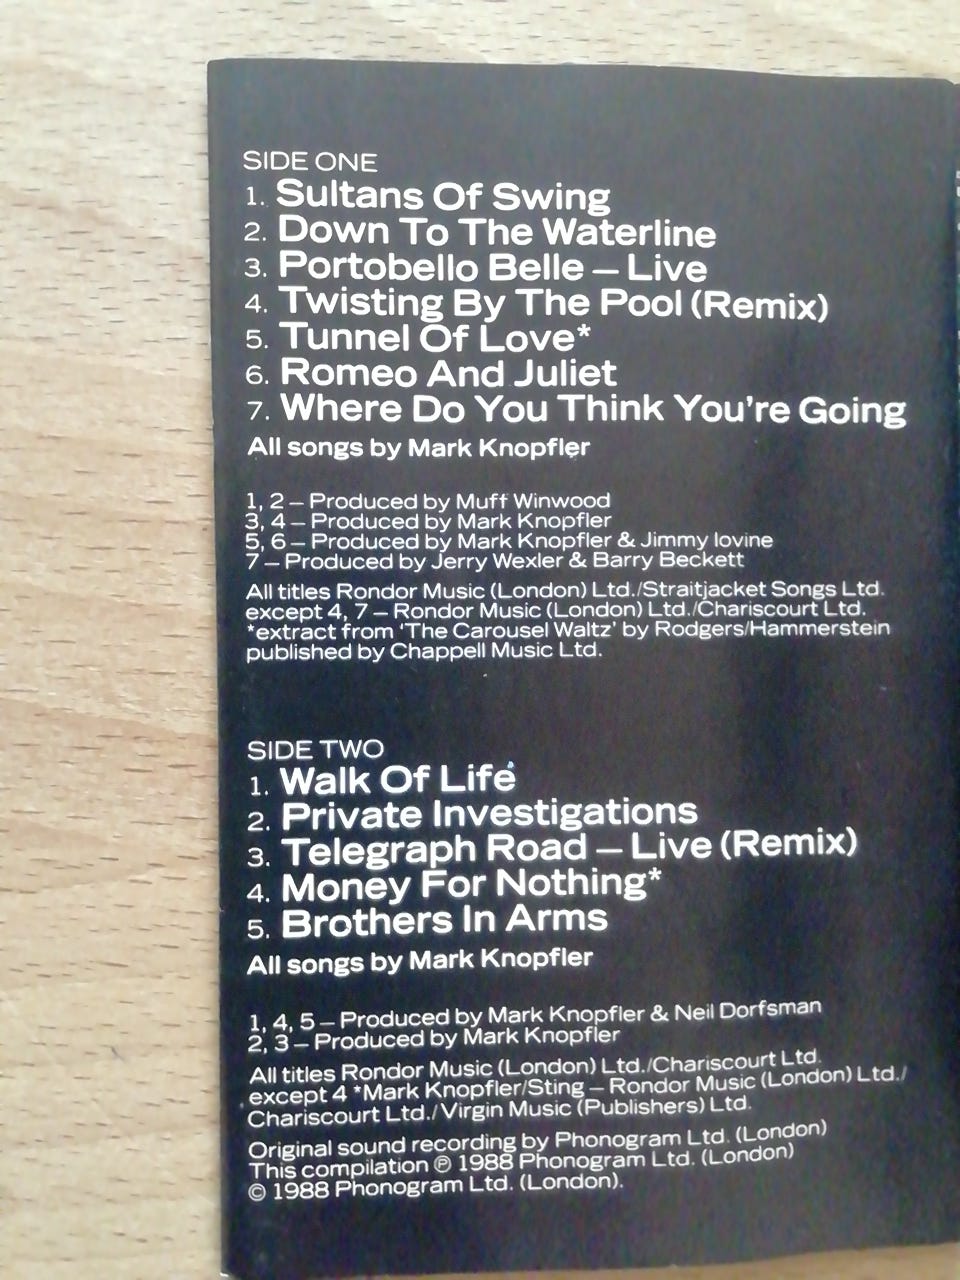 SIDE ONE
1. Sultans Of Swing
2. Down To The Waterline
3. Portobello Belle – Live
4. Twisting By The Pool (Remix)
5. Tunnel Of Love*
6. Romeo And Juliet
7. Where Do You Think You're Going
All songs by Mark Knopfler
1, 2 – Produced by Muff Winwood
3, 4 – Produced by Mark Knopfler
5, 6 – Produced by Mark Knopfler & Jimmy Iovine
7 – Produced by Jerry Wexler & Barry Beckett
All titles Rondor Music (London) Ltd./Straitjacket Songs Ltd.
except 4, 7 – Rondor Music (London) Ltd./Chariscourt Ltd.
*extract from 'The Carousel Waltz' by Rodgers/Hammerstein
published by Chappell Music Ltd.
SIDE TWO
1. Walk Of Life
2. Private Investigations
3. Telegraph Road – Live (Remix)
4. Money For Nothing*
5. Brothers In Arms
All songs by Mark Knopfler
1, 4, 5 – Produced by Mark Knopfler & Neil Dorfsman
2, 3 – Produced by Mark Knopfler
All titles Rondor Music (London) Ltd./Chariscourt Ltd.
except 4 *Mark Knopfler/Sting – Rondor Music (London) Ltd./
Chariscourt Ltd./Virgin Music (Publishers) Ltd.
Original sound recording by Phonogram Ltd. (London)
This compilation ℗ 1988 Phonogram Ltd. (London)
© 1988 Phonogram Ltd. (London).